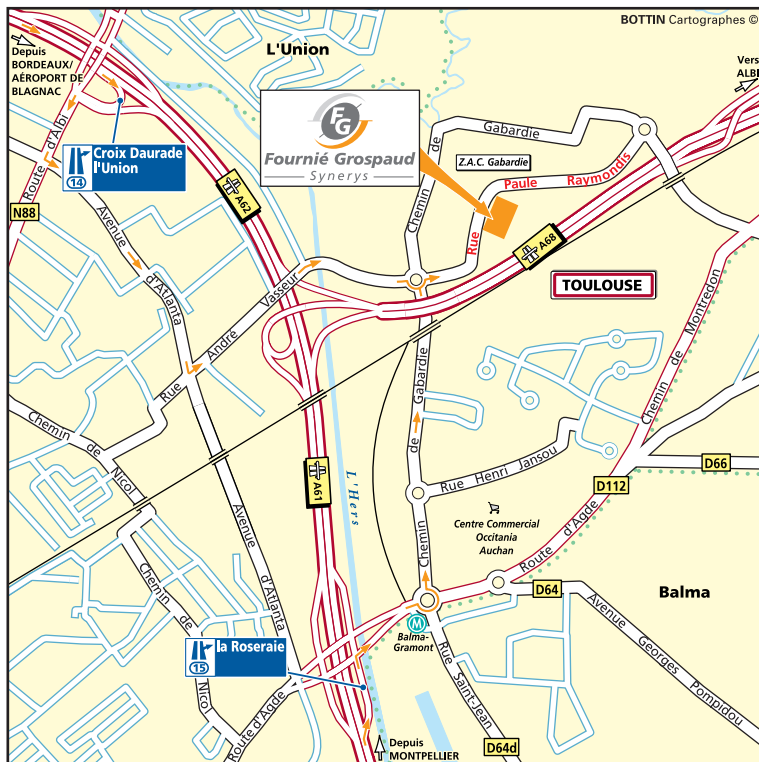 BOTTIN Cartographes ©
L'Union
Depuis
BORDEAUX/
AÉROPORT DE
BLAGNAC
Vers
ALBI
FG
Fournié Grospaud
Synerys
Chemin de Gabardie
Z.A.C. Gabardie
Rue Paule Raymondis
Route d'Albi
Croix Daurade
l'Union
14
N88
A62
A68
Avenue d'Atlanta
Rue André Vasseur
TOULOUSE
Chemin de Montredon
Chemin de Gabardie
Chemin de Nicol
A61
L'Hers
Rue Henri Jansou
D66
D112
Centre Commercial
Occitania
Auchan
Route d'Agde
Avenue d'Atlanta
Chemin de Nicol
D64
Balma
M
Balma-
Gramont
Avenue Georges Pompidou
la Roseraie
15
Rue Saint-Jean
Route d'Agde
Depuis
MONTPELLIER
D64d